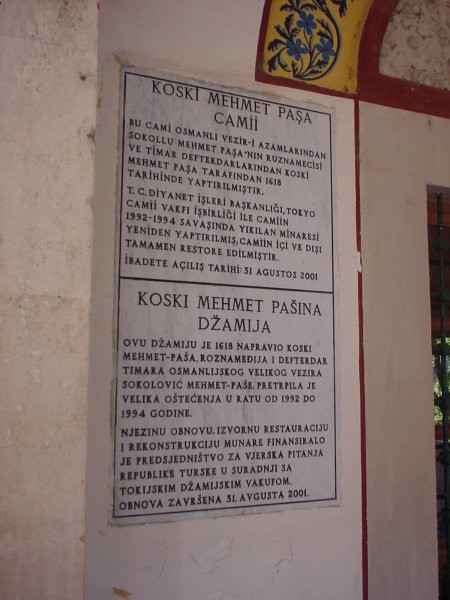 KOSKİ MEHMET PAŞA
CAMİİ
BU CAMİ OSMANLI VEZİR-İ AZAMLARINDAN
SOKOLLU MEHMET PAŞA'NIN RUZNAMECİSİ
VE TİMAR DEFTERDARLARINDAN KOSKİ
MEHMET PAŞA TARAFINDAN 1618
TARİHİNDE YAPTIRILMIŞTIR.
T.C. DİYANET İŞLERİ BAŞKANLIĞI, TOKYO
CAMİİ VAKFI İŞBİRLİĞİ İLE CAMİİN
1992-1994 SAVAŞINDA YIKILAN MİNARESİ
YENİDEN YAPTIRILMIŞ, CAMİİN İÇİ VE DIŞI
TAMAMEN RESTORE EDİLMİŞTİR.
İBADETE AÇILIŞ TARİHİ: 31 AGUSTOS 2001
KOSKI MEHMET PAŠINA
DŽAMIJA
OVU DŽAMIJU JE 1618 NAPRAVIO KOSKI
MEHMET-PAŠA, ROZNAMEDIJA I DEFTERDAR
TIMARA OSMANLIJSKOG VELIKOG VEZIRA
SOKOLOVIĆ MEHMET-PAŠE. PRETRPILA JE
VELIKA OŠTEĆENJA U RATU OD 1992 DO
1994 GODINE.
NJEZINU OBNOVU, IZVORNU RESTAURACIJU
I REKONSTRUKCIJU MUNARE FINANSIRALO
JE PREDSJEDNIŠTVO ZA VJERSKA PITANJA
REPUBLIKE TURSKE U SURADNJI SA
TOKIJSKIM DŽAMIJSKIM VAKUFOM.
OBNOVA ZAVRŠENA 31. AVGUSTA 2001.